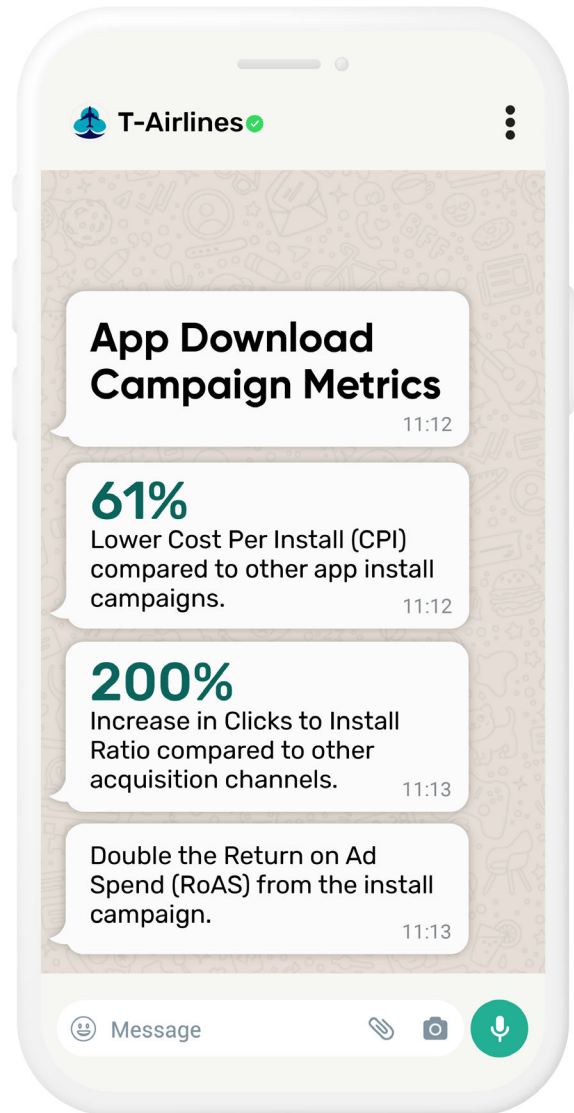 T-Airlines
App Download
Campaign Metrics
11:12
61%
Lower Cost Per Install (CPI)
compared to other app install
campaigns.
11:12
200%
Increase in Clicks to Install
Ratio compared to other
acquisition channels.
11:13
Double the Return on Ad
Spend (RoAS) from the install
campaign.
11:13
Message